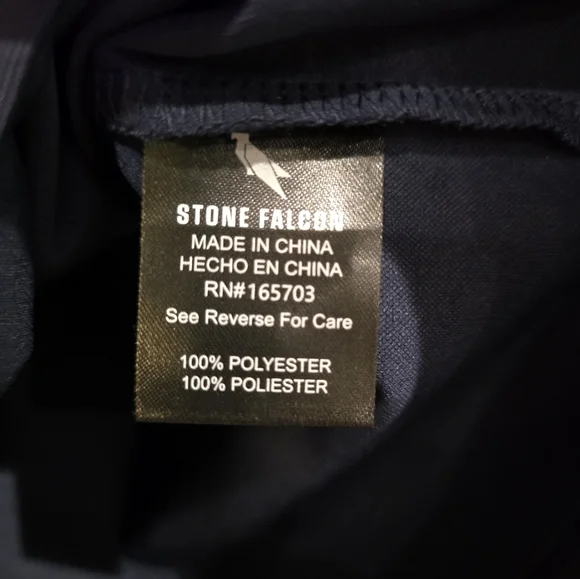 STONE FALCON
MADE IN CHINA
HECHO EN CHINA
RN#165703
See Reverse For Care
100% POLYESTER
100% POLIESTER